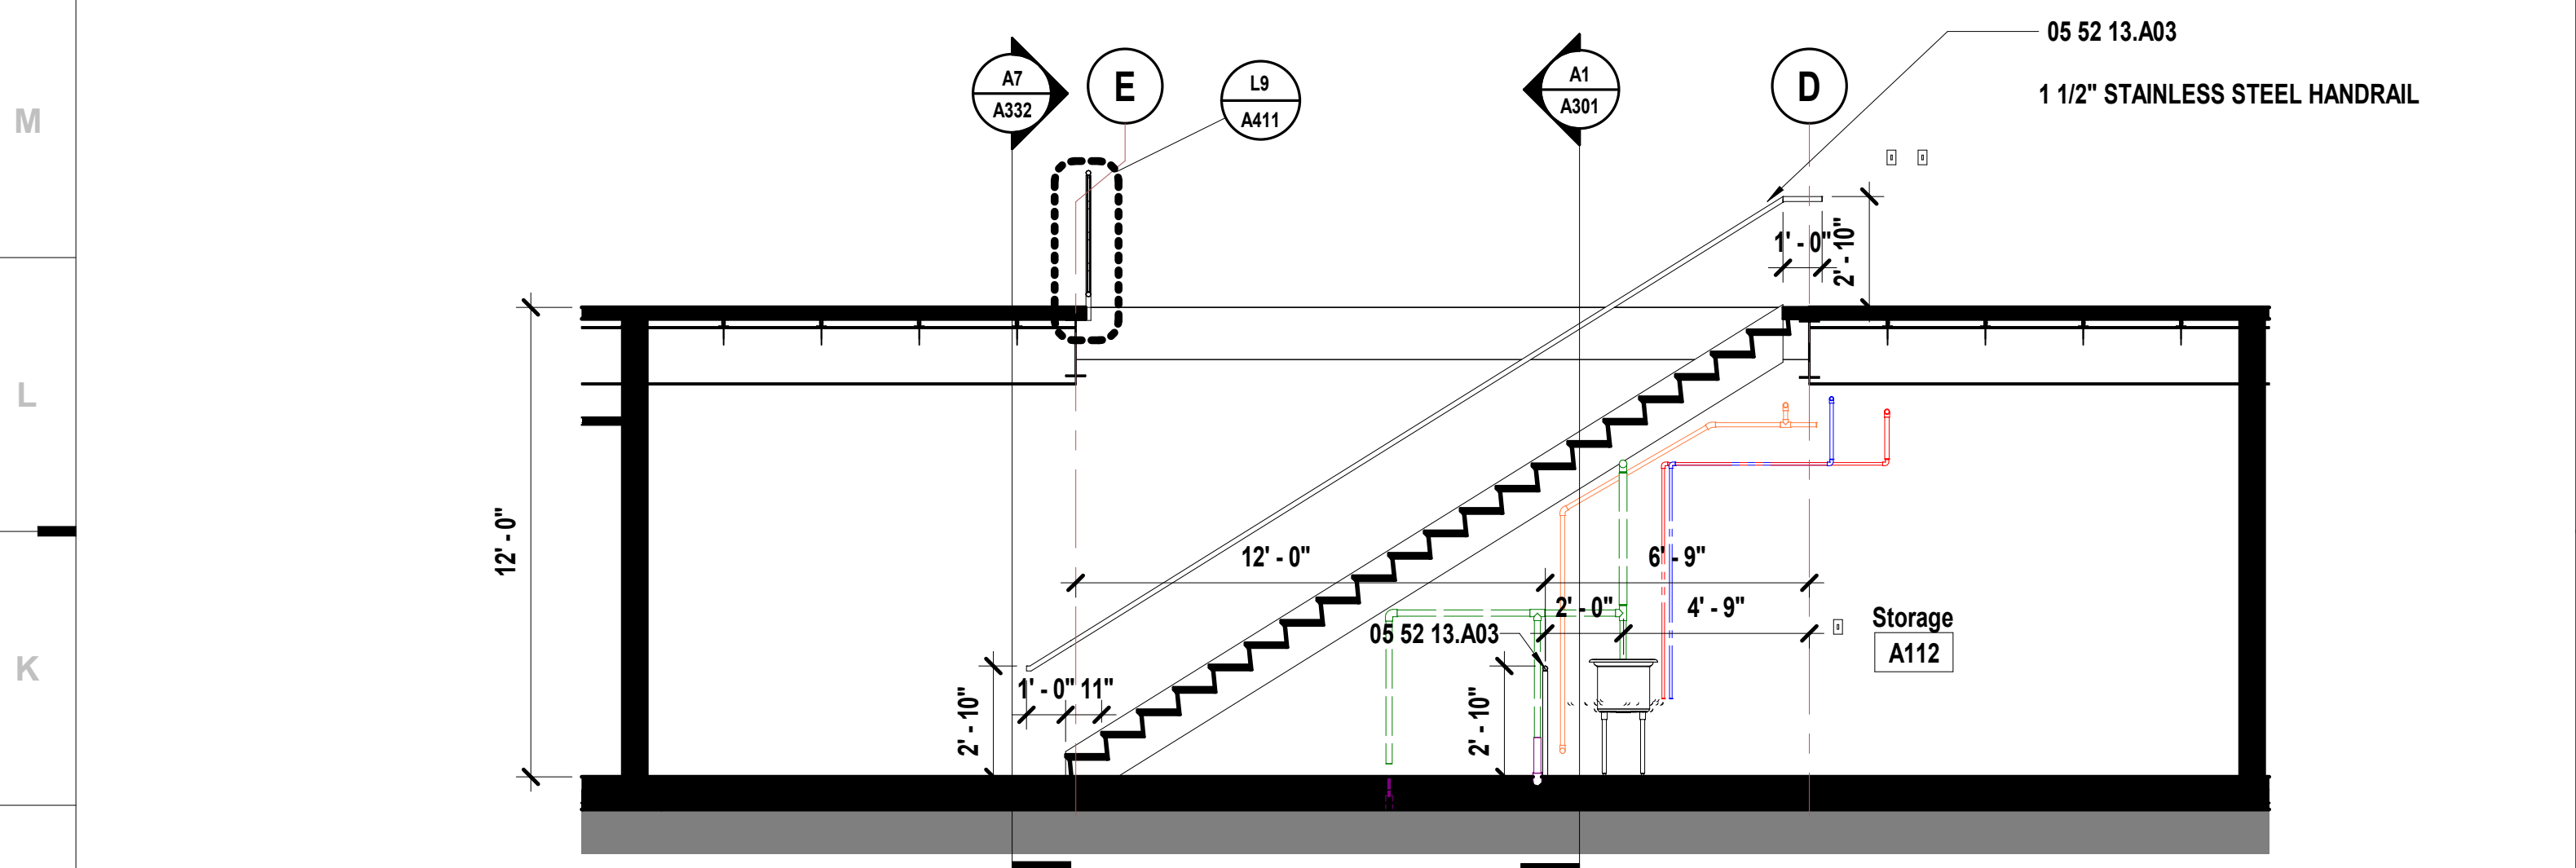 05 52 13.A03
1 1/2" STAINLESS STEEL HANDRAIL
A7
A332
E
L9
A411
A1
A301
D
M
1' - 0"
2' - 10"
L
12' - 0"
12' - 0"
6' - 9"
2' - 0"
4' - 9"
05 52 13.A03
Storage
A112
K
1' - 0" 11"
2' - 10"
2' - 10"